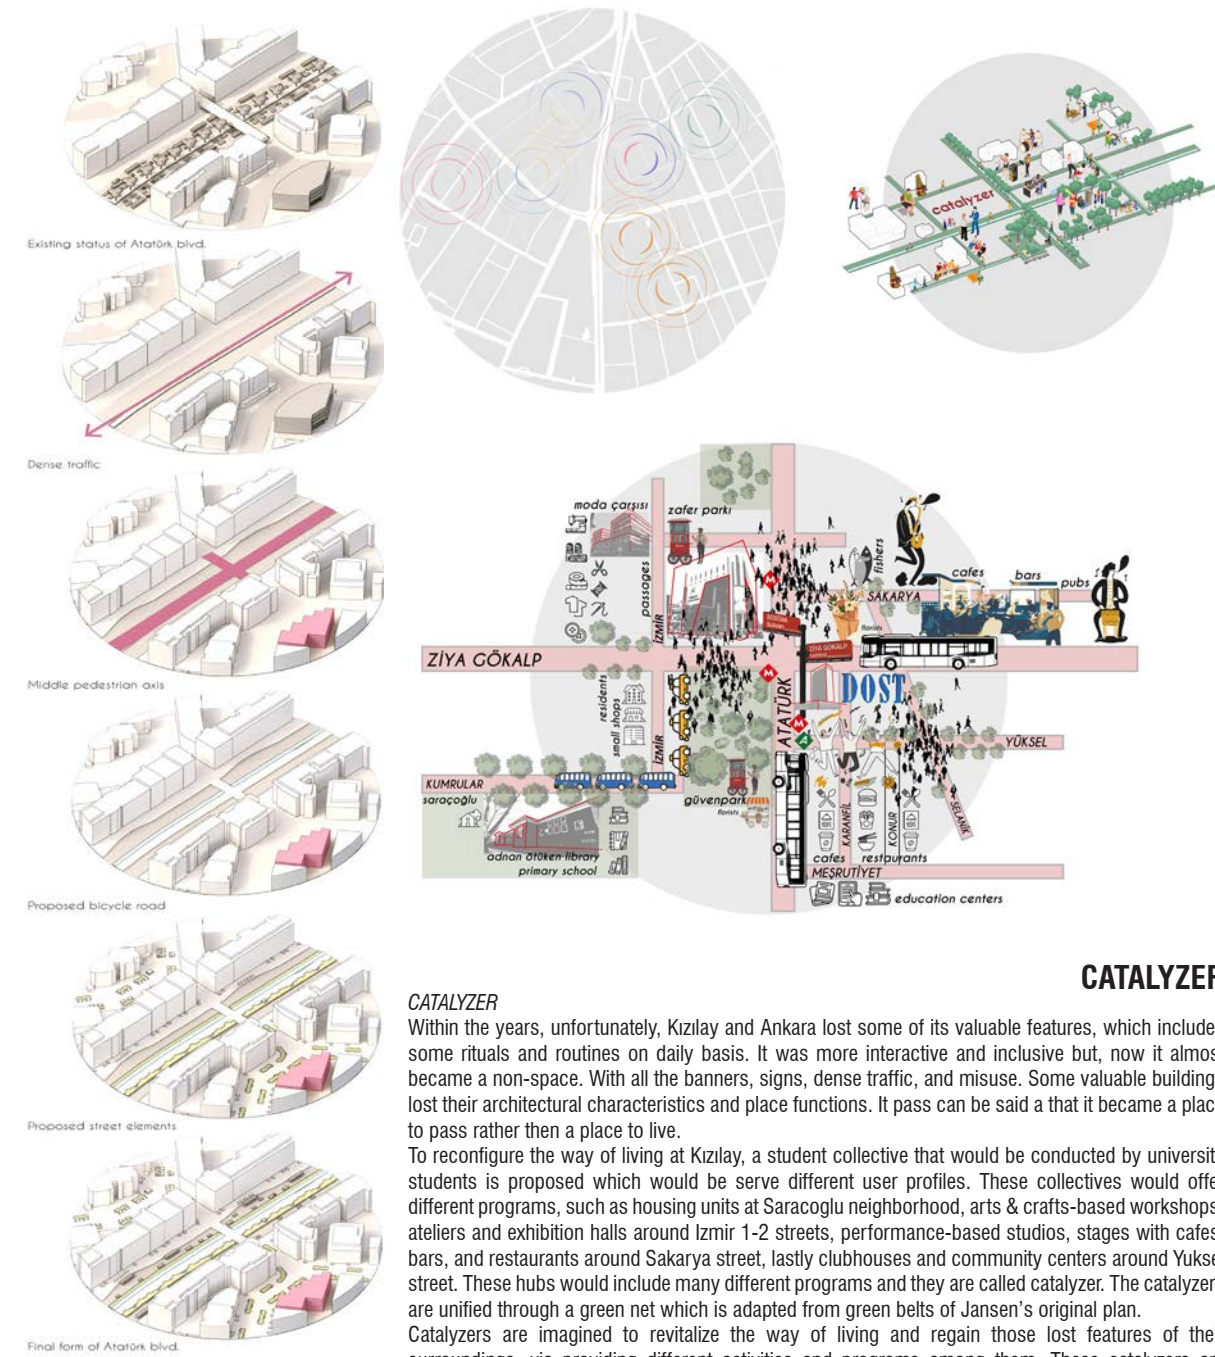 Existing status of Atatürk blvd.
Dense traffic
Middle pedestrian axis
Proposed bicycle road
Proposed street elements
Final form of Atatürk blvd.
catalyzer
moda çarşısı
zafer parkı
passages
İZMİR
fishers
SAKARYA
florists
cafes
bars
pubs
ZİYA GÖKALP
ZİYA GÖKALP
M
M
M
DOST
ATATÜRK
residents
small shops
İZMİR
YÜKSEL
KUMRULAR
saraçoğlu
güvenpark
florists
adnan ötüken library
primary school
KARANFİL
KONUR
SELANİK
cafes
restaurants
MEŞRUTİYET
education centers
CATALYZER
CATALYZER
Within the years, unfortunately, Kızılay and Ankara lost some of its valuable features, which include
some rituals and routines on daily basis. It was more interactive and inclusive but, now it almos
became a non-space. With all the banners, signs, dense traffic, and misuse. Some valuable building
lost their architectural characteristics and place functions. It pass can be said a that it became a plac
to pass rather then a place to live.
To reconfigure the way of living at Kızılay, a student collective that would be conducted by universit
students is proposed which would be serve different user profiles. These collectives would offe
different programs, such as housing units at Saracoglu neighborhood, arts & crafts-based workshops
ateliers and exhibition halls around Izmir 1-2 streets, performance-based studios, stages with cafes
bars, and restaurants around Sakarya street, lastly clubhouses and community centers around Yukse
street. These hubs would include many different programs and they are called catalyzer. The catalyzer
are unified through a green net which is adapted from green belts of Jansen's original plan.
Catalyzers are imagined to revitalize the way of living and regain those lost features of the